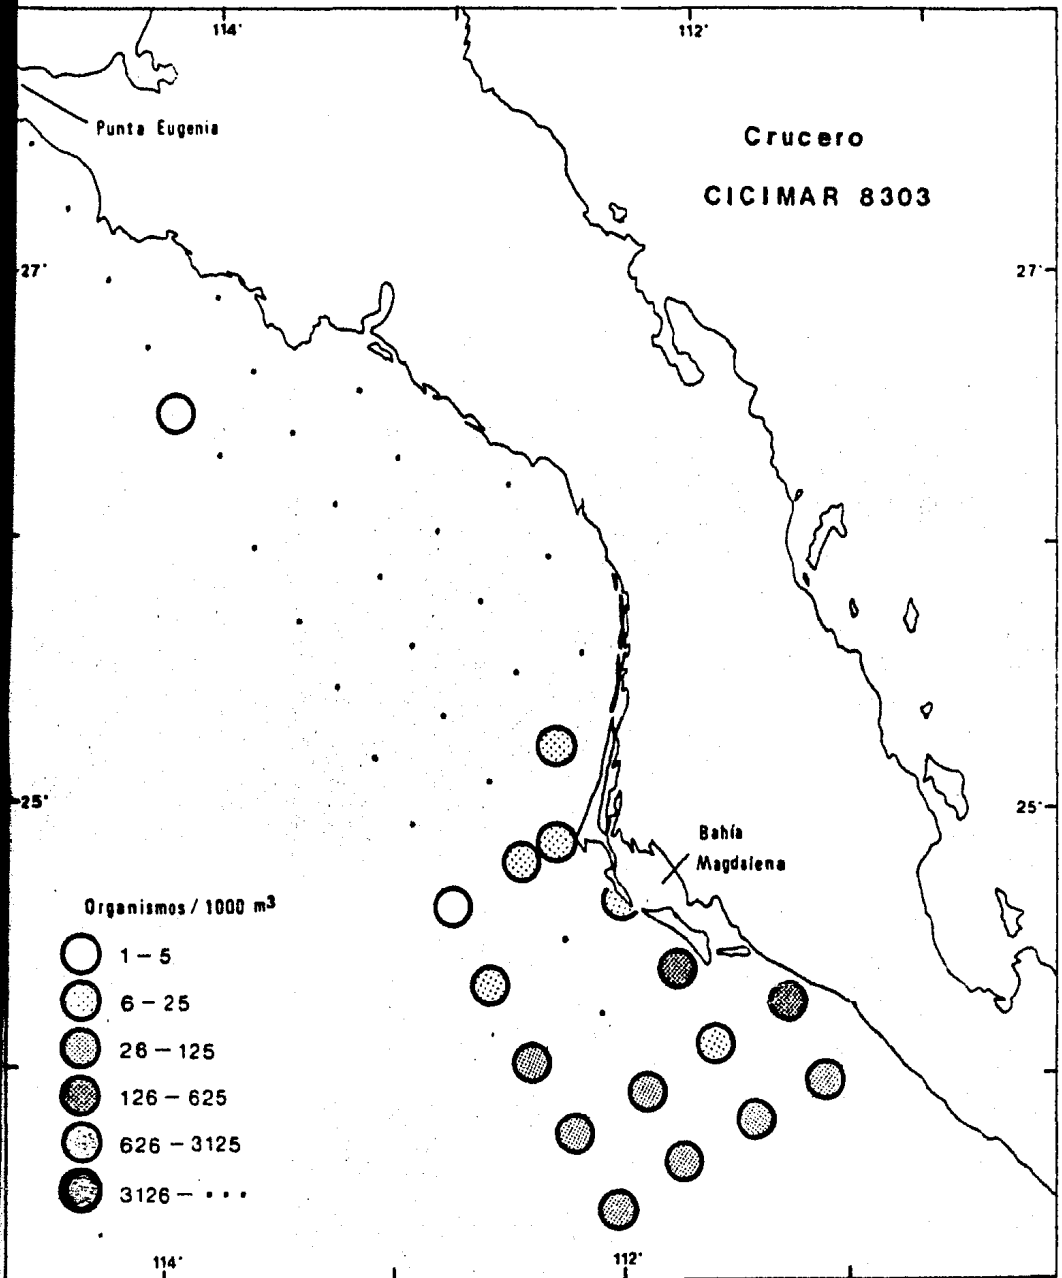 114°
112°
Punta Eugenia
Crucero
CICIMAR 8303
27°
27°
25°
25°
Bahía
Magdalena
Organismos / 1000 m³
1 – 5
6 – 25
26 – 125
126 – 625
626 – 3125
3126 – • • •
114°
112°